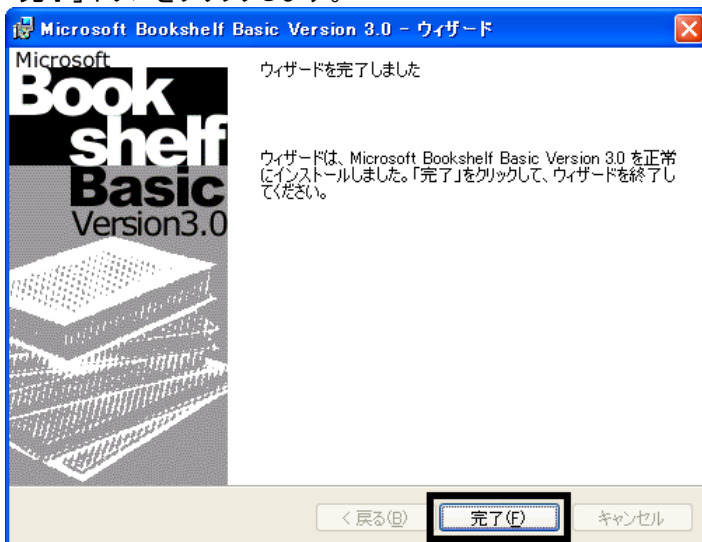 Microsoft Bookshelf Basic Version 3.0 - ウィザード
Microsoft
Book
shelf
Basic
Version3.0
ウィザードを完了しました
ウィザードは、Microsoft Bookshelf Basic Version 3.0 を正常
にインストールしました。「完了」をクリックして、ウィザードを終了し
てください。
< 戻る(B)
完了(F)
キャンセル